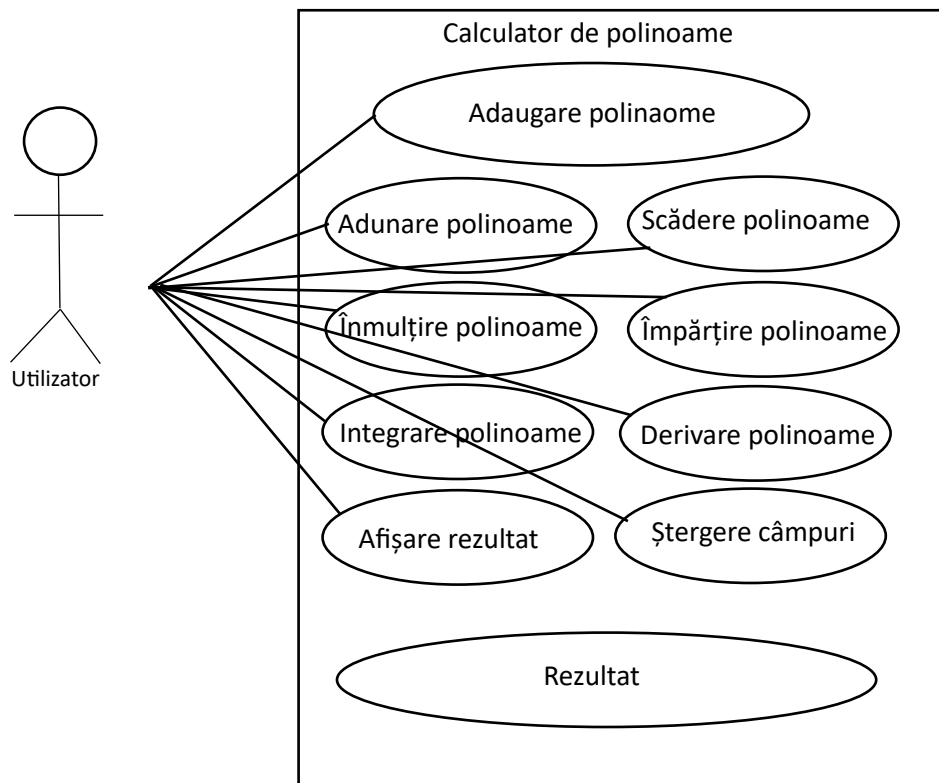 Calculator de polinoame
Adaugare polinaome
Adunare polinoame
Scădere polinoame
Înmulțire polinoame
Împărțire polinoame
Utilizator
Integrare polinoame
Derivare polinoame
Afișare rezultat
Ștergere câmpuri
Rezultat